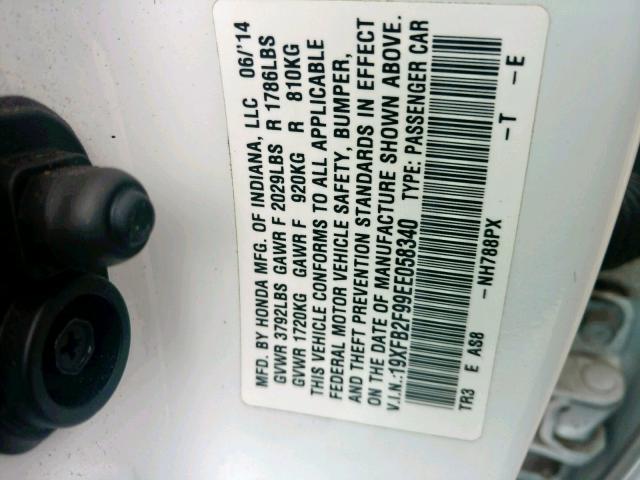 MFD. BY HONDA MFG. OF INDIANA, LLC 06/'14
GVWR 3792LBS GAWR F 2029LBS R 1786LBS
GVWR 1720KG GAWR F 920KG R 810KG
THIS VEHICLE CONFORMS TO ALL APPLICABLE
FEDERAL MOTOR VEHICLE SAFETY, BUMPER,
AND THEFT PREVENTION STANDARDS IN EFFECT
ON THE DATE OF MANUFACTURE SHOWN ABOVE.
V.I.N.:19XFB2F99EE058340 TYPE: PASSENGER CAR
TR3 E AS8 -NH788PX -T -E